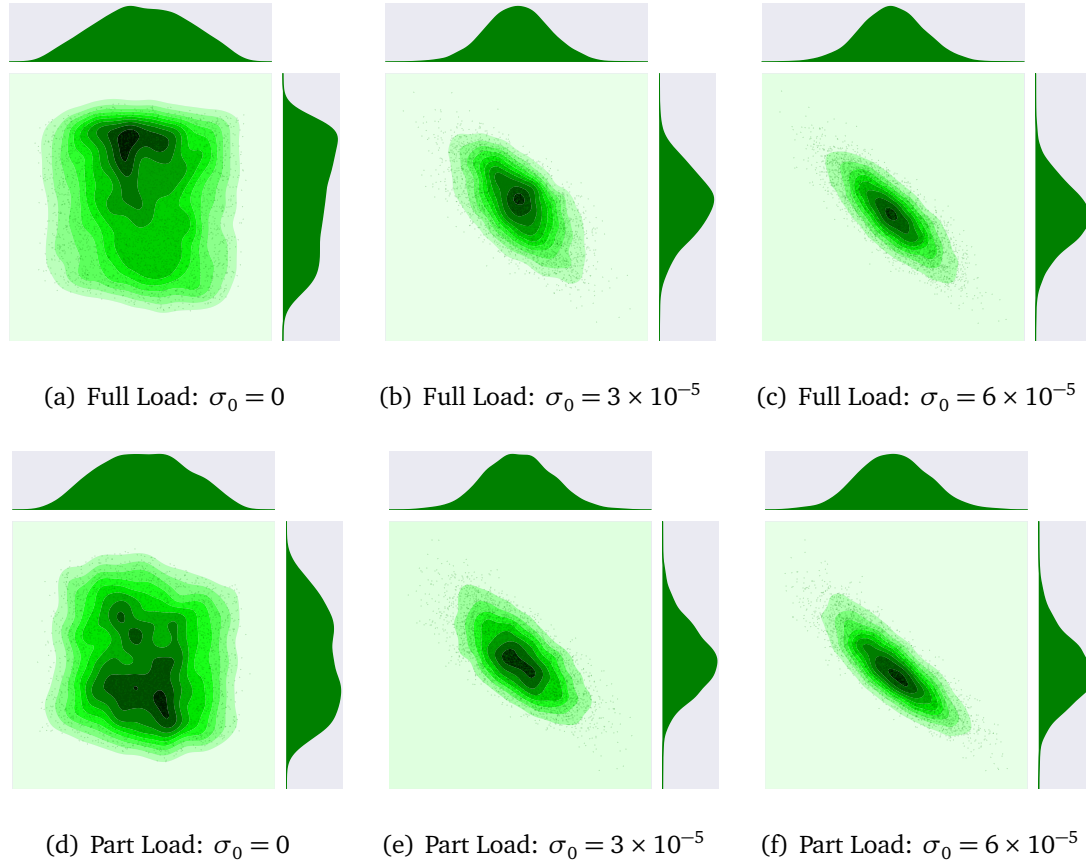 (a) Full Load: σ₀ = 0
(b) Full Load: σ₀ = 3 × 10⁻⁵
(c) Full Load: σ₀ = 6 × 10⁻⁵
(d) Part Load: σ₀ = 0
(e) Part Load: σ₀ = 3 × 10⁻⁵
(f) Part Load: σ₀ = 6 × 10⁻⁵